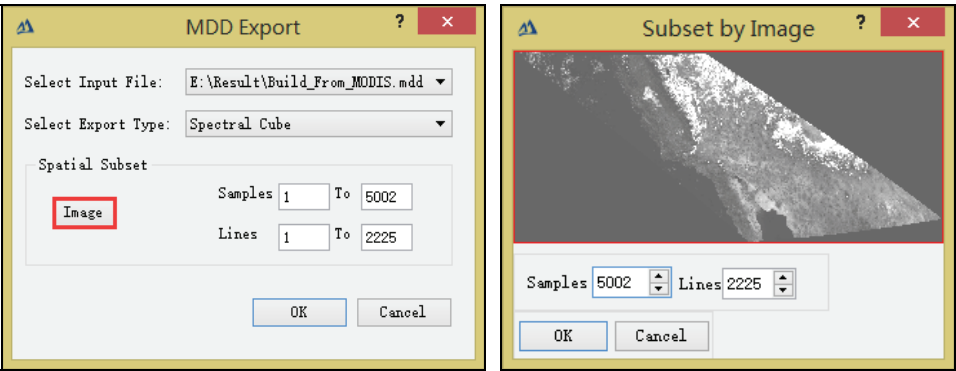 MDD Export ? ×
Select Input File: E:\Result\Build_From_MODIS.mdd
Select Export Type: Spectral Cube
Spatial Subset
Image
Samples 1 To 5002
Lines 1 To 2225
OK Cancel
Subset by Image ? ×
Samples 5002 Lines 2225
OK Cancel